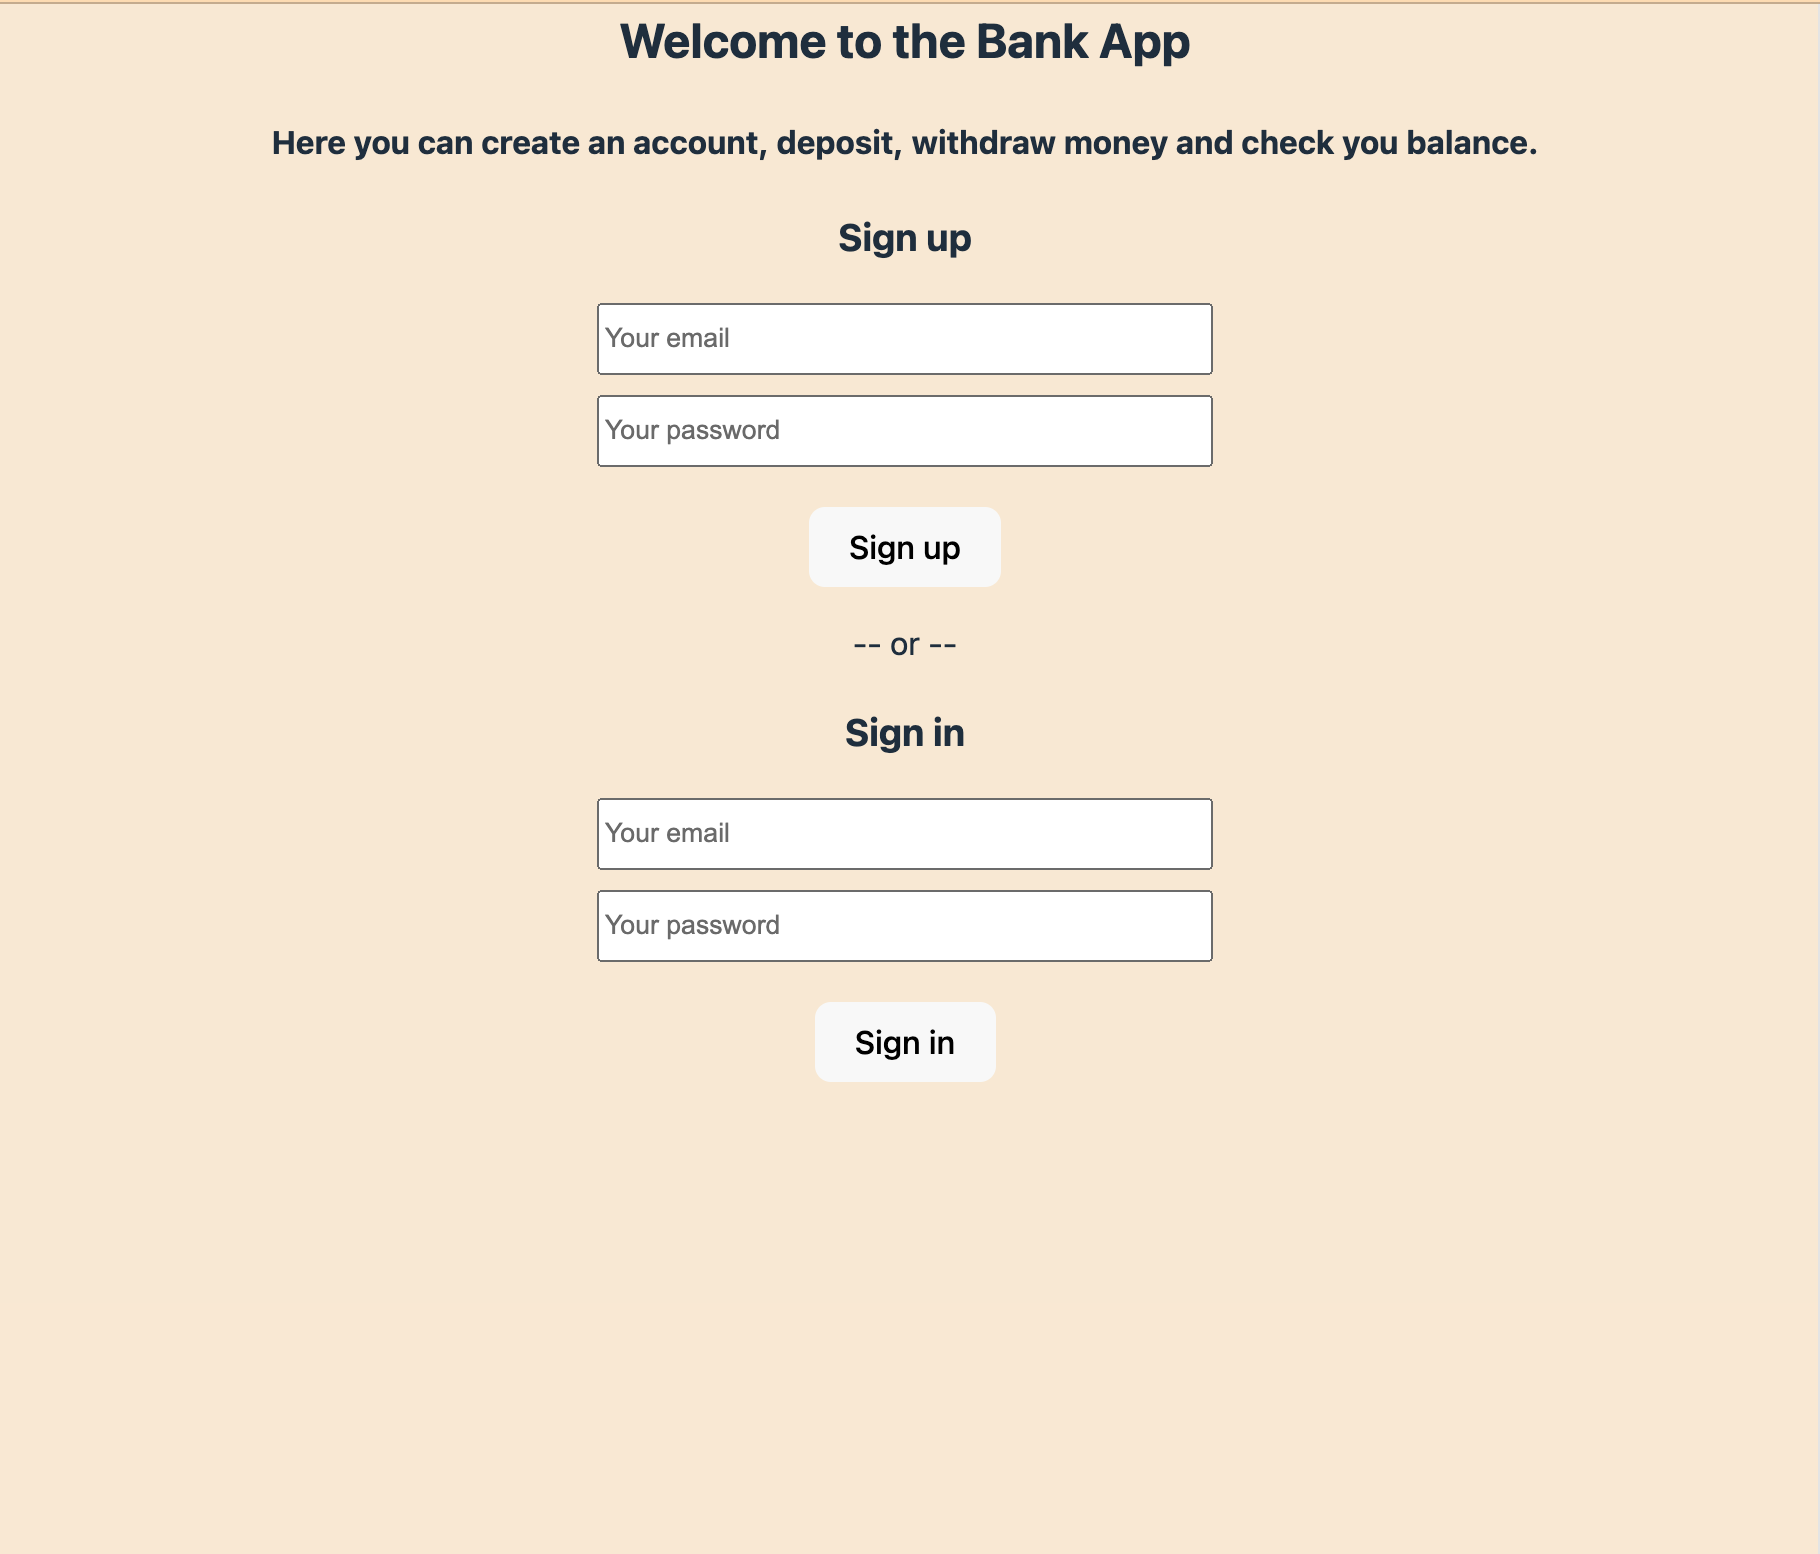 Welcome to the Bank App
Here you can create an account, deposit, withdraw money and check you balance.
Sign up
Your email
Your password
Sign up
-- or --
Sign in
Your email
Your password
Sign in